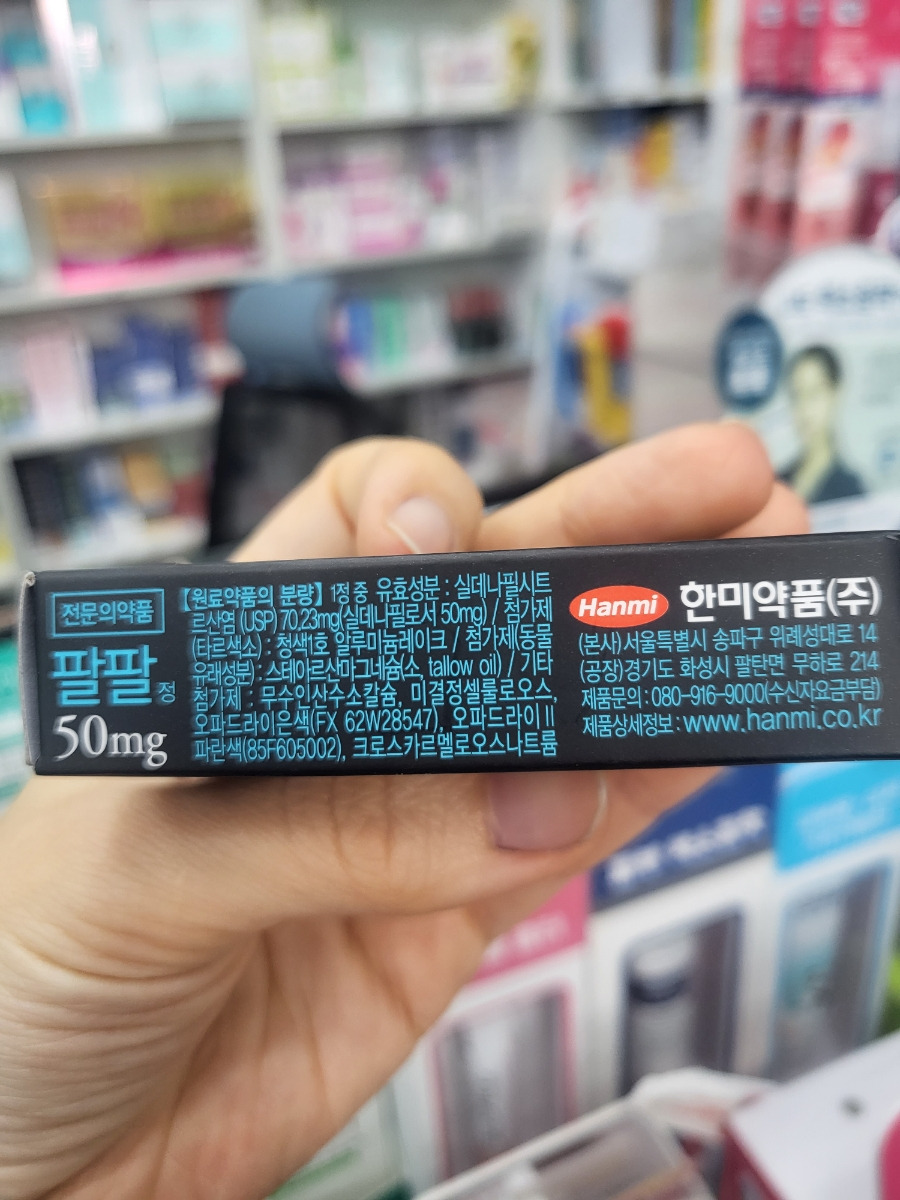 전문의약품
팔팔정
50mg
【원료약품의 분량】 1정 중 유효성분 : 실데나필시트
르산염 (USP) 70.23mg(실데나필로서 50mg) / 첨가제
(타르색소) : 청색1호 알루미늄레이크 / 첨가제(동물
유래성분) : 스테아르산마그네슘(소, tallow oil) / 기타
첨가제 : 무수인산수소칼슘, 미결정셀룰로오스,
오파드라이은색(FX 62W28547), 오파드라이 II
파란색(85F605002), 크로스카르멜로오스나트륨
Hanmi 한미약품(주)
(본사)서울특별시 송파구 위례성대로 14
(공장)경기도 화성시 팔탄면 무하로 214
제품문의 : 080-916-9000(수신자요금부담)
제품상세정보 : www.hanmi.co.kr